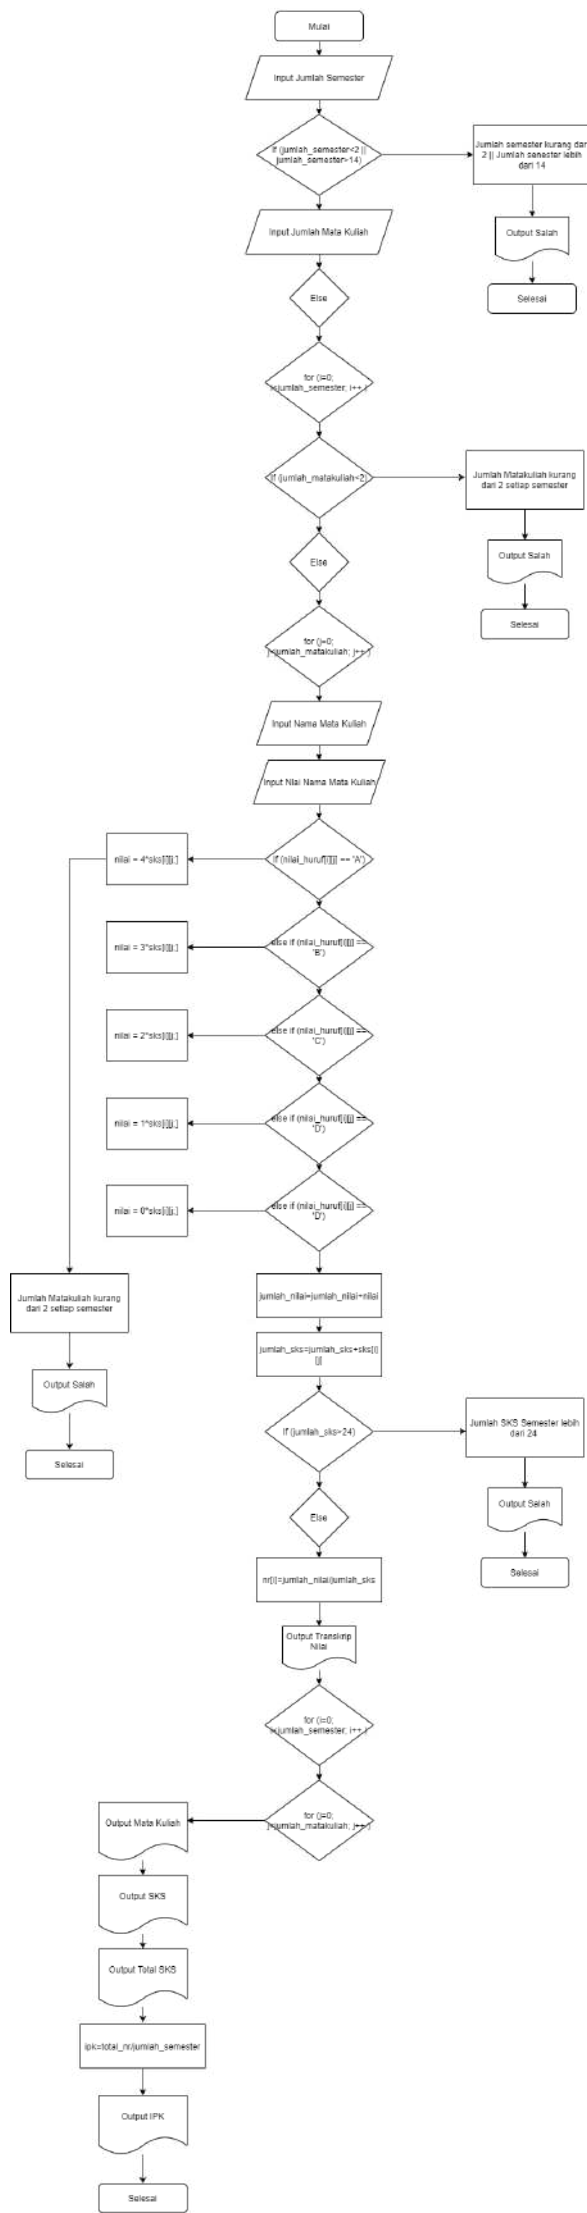 Mulai
Input Jumlah Semester
If (jumlah_semester<2 ||
jumlah_semester>14)
Jumlah semester kurang dar
2 || Jumlah senester lebih
dari 14
Output Salah
Selesai
Input Jumlah Mata Kuliah
Else
for (i=0;
i<jumlah_semester; i++ )
If (jumlah_matakuliah<2)
Jumlah Matakuliah kurang
dari 2 setiap semester
Output Salah
Selesai
Else
for (j=0;
j<jumlah_matakuliah; j++ )
Input Nama Mata Kuliah
Input Nilai Nama Mata Kuliah
If (nilai_huruf[i][j] == 'A')
nilai = 4*sks[i][j.]
else if (nilai_huruf[i][j] ==
'B')
nilai = 3*sks[i][j.]
else if (nilai_huruf[i][j] ==
'C')
nilai = 2*sks[i][j.]
else if (nilai_huruf[i][j] ==
'D')
nilai = 1*sks[i][j.]
else if (nilai_huruf[i][j] ==
'D')
nilai = 0*sks[i][j.]
Jumlah Matakuliah kurang
dari 2 setiap semester
Output Salah
Selesai
jumlah_nilai=jumlah_nilai+nilai
jumlah_sks=jumlah_sks+sks[i]
[j]
If (jumlah_sks>24)
Jumlah SKS Semester lebih
dari 24
Output Salah
Selesai
Else
nr[i]=jumlah_nilai/jumlah_sks
Output Transkrip
Nilai
for (i=0;
i<jumlah_semester; i++ )
for (j=0;
j<jumlah_matakuliah; j++ )
Output Mata Kuliah
Output SKS
Output Total SKS
ipk=total_nr/jumlah_semester
Output IPK
Selesai